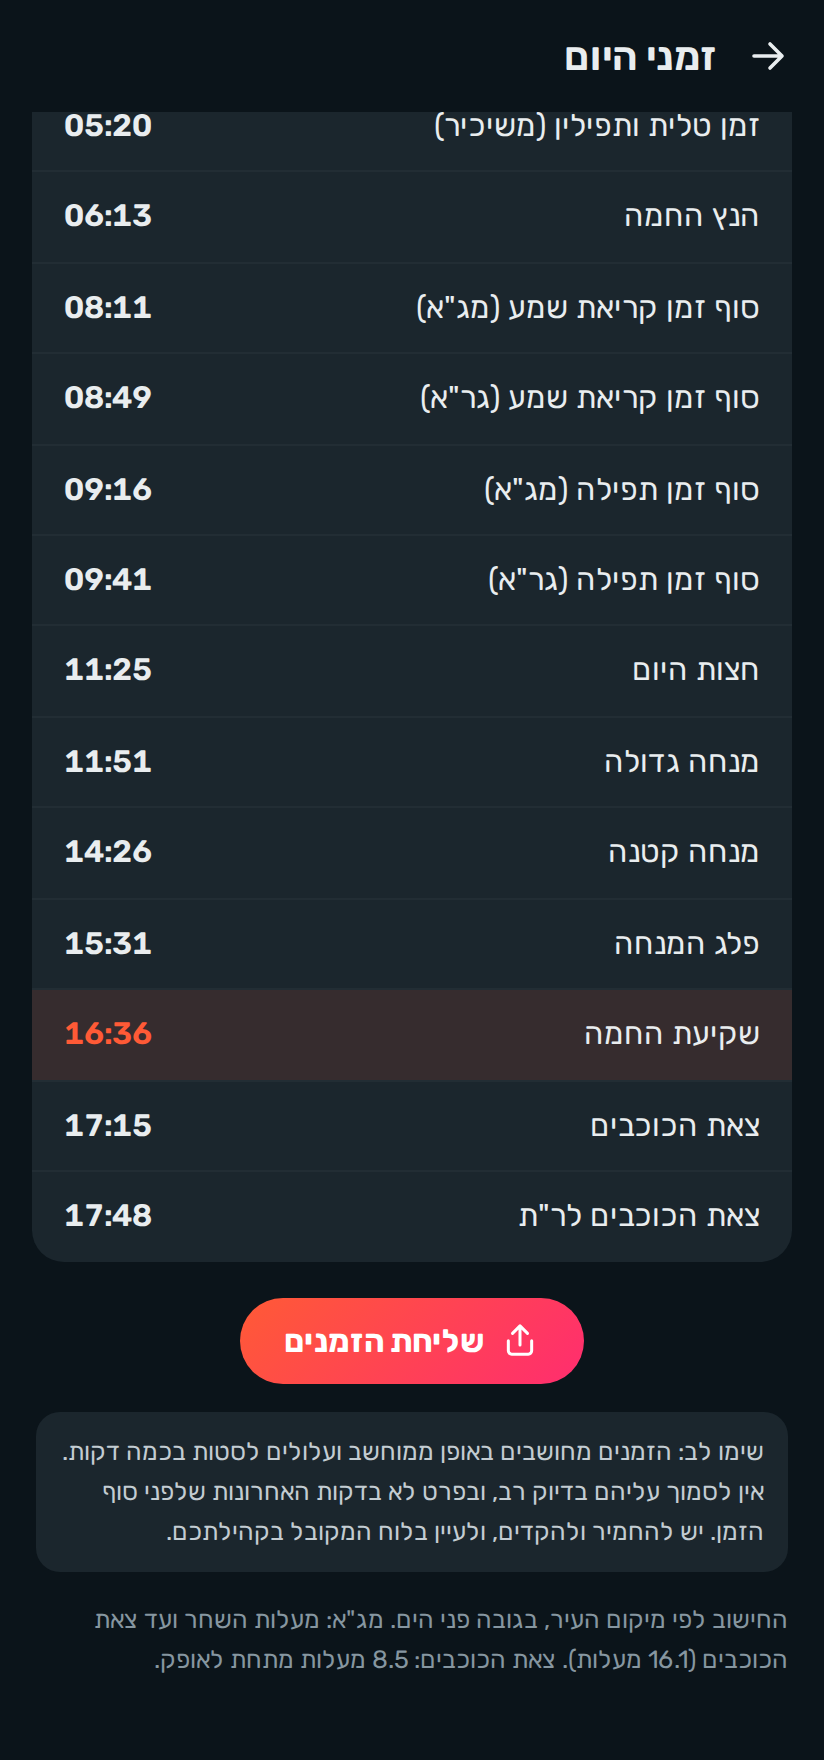 זמני היום
זמן טלית ותפילין (משיכיר) 05:20
הנץ החמה 06:13
סוף זמן קריאת שמע (מג"א) 08:11
סוף זמן קריאת שמע (גר"א) 08:49
סוף זמן תפילה (מג"א) 09:16
סוף זמן תפילה (גר"א) 09:41
חצות היום 11:25
מנחה גדולה 11:51
מנחה קטנה 14:26
פלג המנחה 15:31
שקיעת החמה 16:36
צאת הכוכבים 17:15
צאת הכוכבים לר"ת 17:48
שליחת הזמנים
שימו לב: הזמנים מחושבים באופן ממוחשב ועלולים לסטות בכמה דקות.
אין לסמוך עליהם בדיוק רב, ובפרט לא בדקות האחרונות שלפני סוף
הזמן. יש להחמיר ולהקדים, ולעיין בלוח המקובל בקהילתכם.
החישוב לפי מיקום העיר, בגובה פני הים. מג"א: מעלות השחר ועד צאת
הכוכבים (16.1 מעלות). צאת הכוכבים: 8.5 מעלות מתחת לאופק.